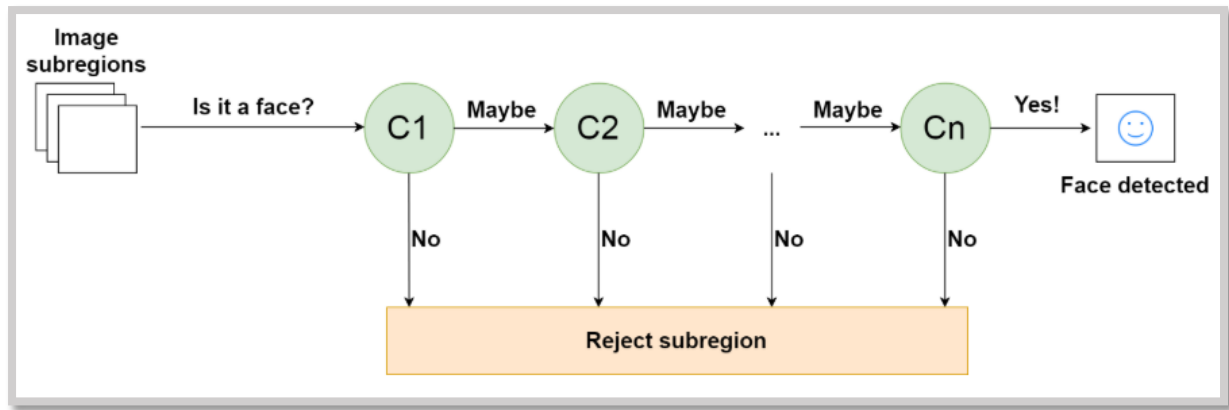 Image
subregions
Is it a face?
C1
Maybe
C2
Maybe
...
Maybe
Cn
Yes!
Face detected
No
No
No
No
Reject subregion